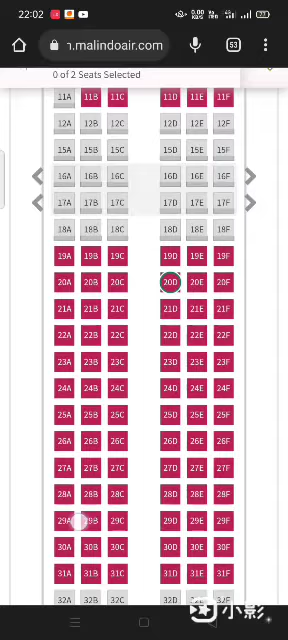 22:02
0.00 KB/S
4G
22
n.malindoair.com
53
0 of 2 Seats Selected
11A 11B 11C 11D 11E 11F
12A 12B 12C 12D 12E 12F
15A 15B 15C 15D 15E 15F
16A 16B 16C 16D 16E 16F
17A 17B 17C 17D 17E 17F
18A 18B 18C 18D 18E 18F
19A 19B 19C 19D 19E 19F
20A 20B 20C 20D 20E 20F
21A 21B 21C 21D 21E 21F
22A 22B 22C 22D 22E 22F
23A 23B 23C 23D 23E 23F
24A 24B 24C 24D 24E 24F
25A 25B 25C 25D 25E 25F
26A 26B 26C 26D 26E 26F
27A 27B 27C 27D 27E 27F
28A 28B 28C 28D 28E 28F
29A 29B 29C 29D 29E 29F
30A 30B 30C 30D 30E 30F
31A 31B 31C 31D 31E 31F
32A 32B 32C 32D 32E 32F
小影